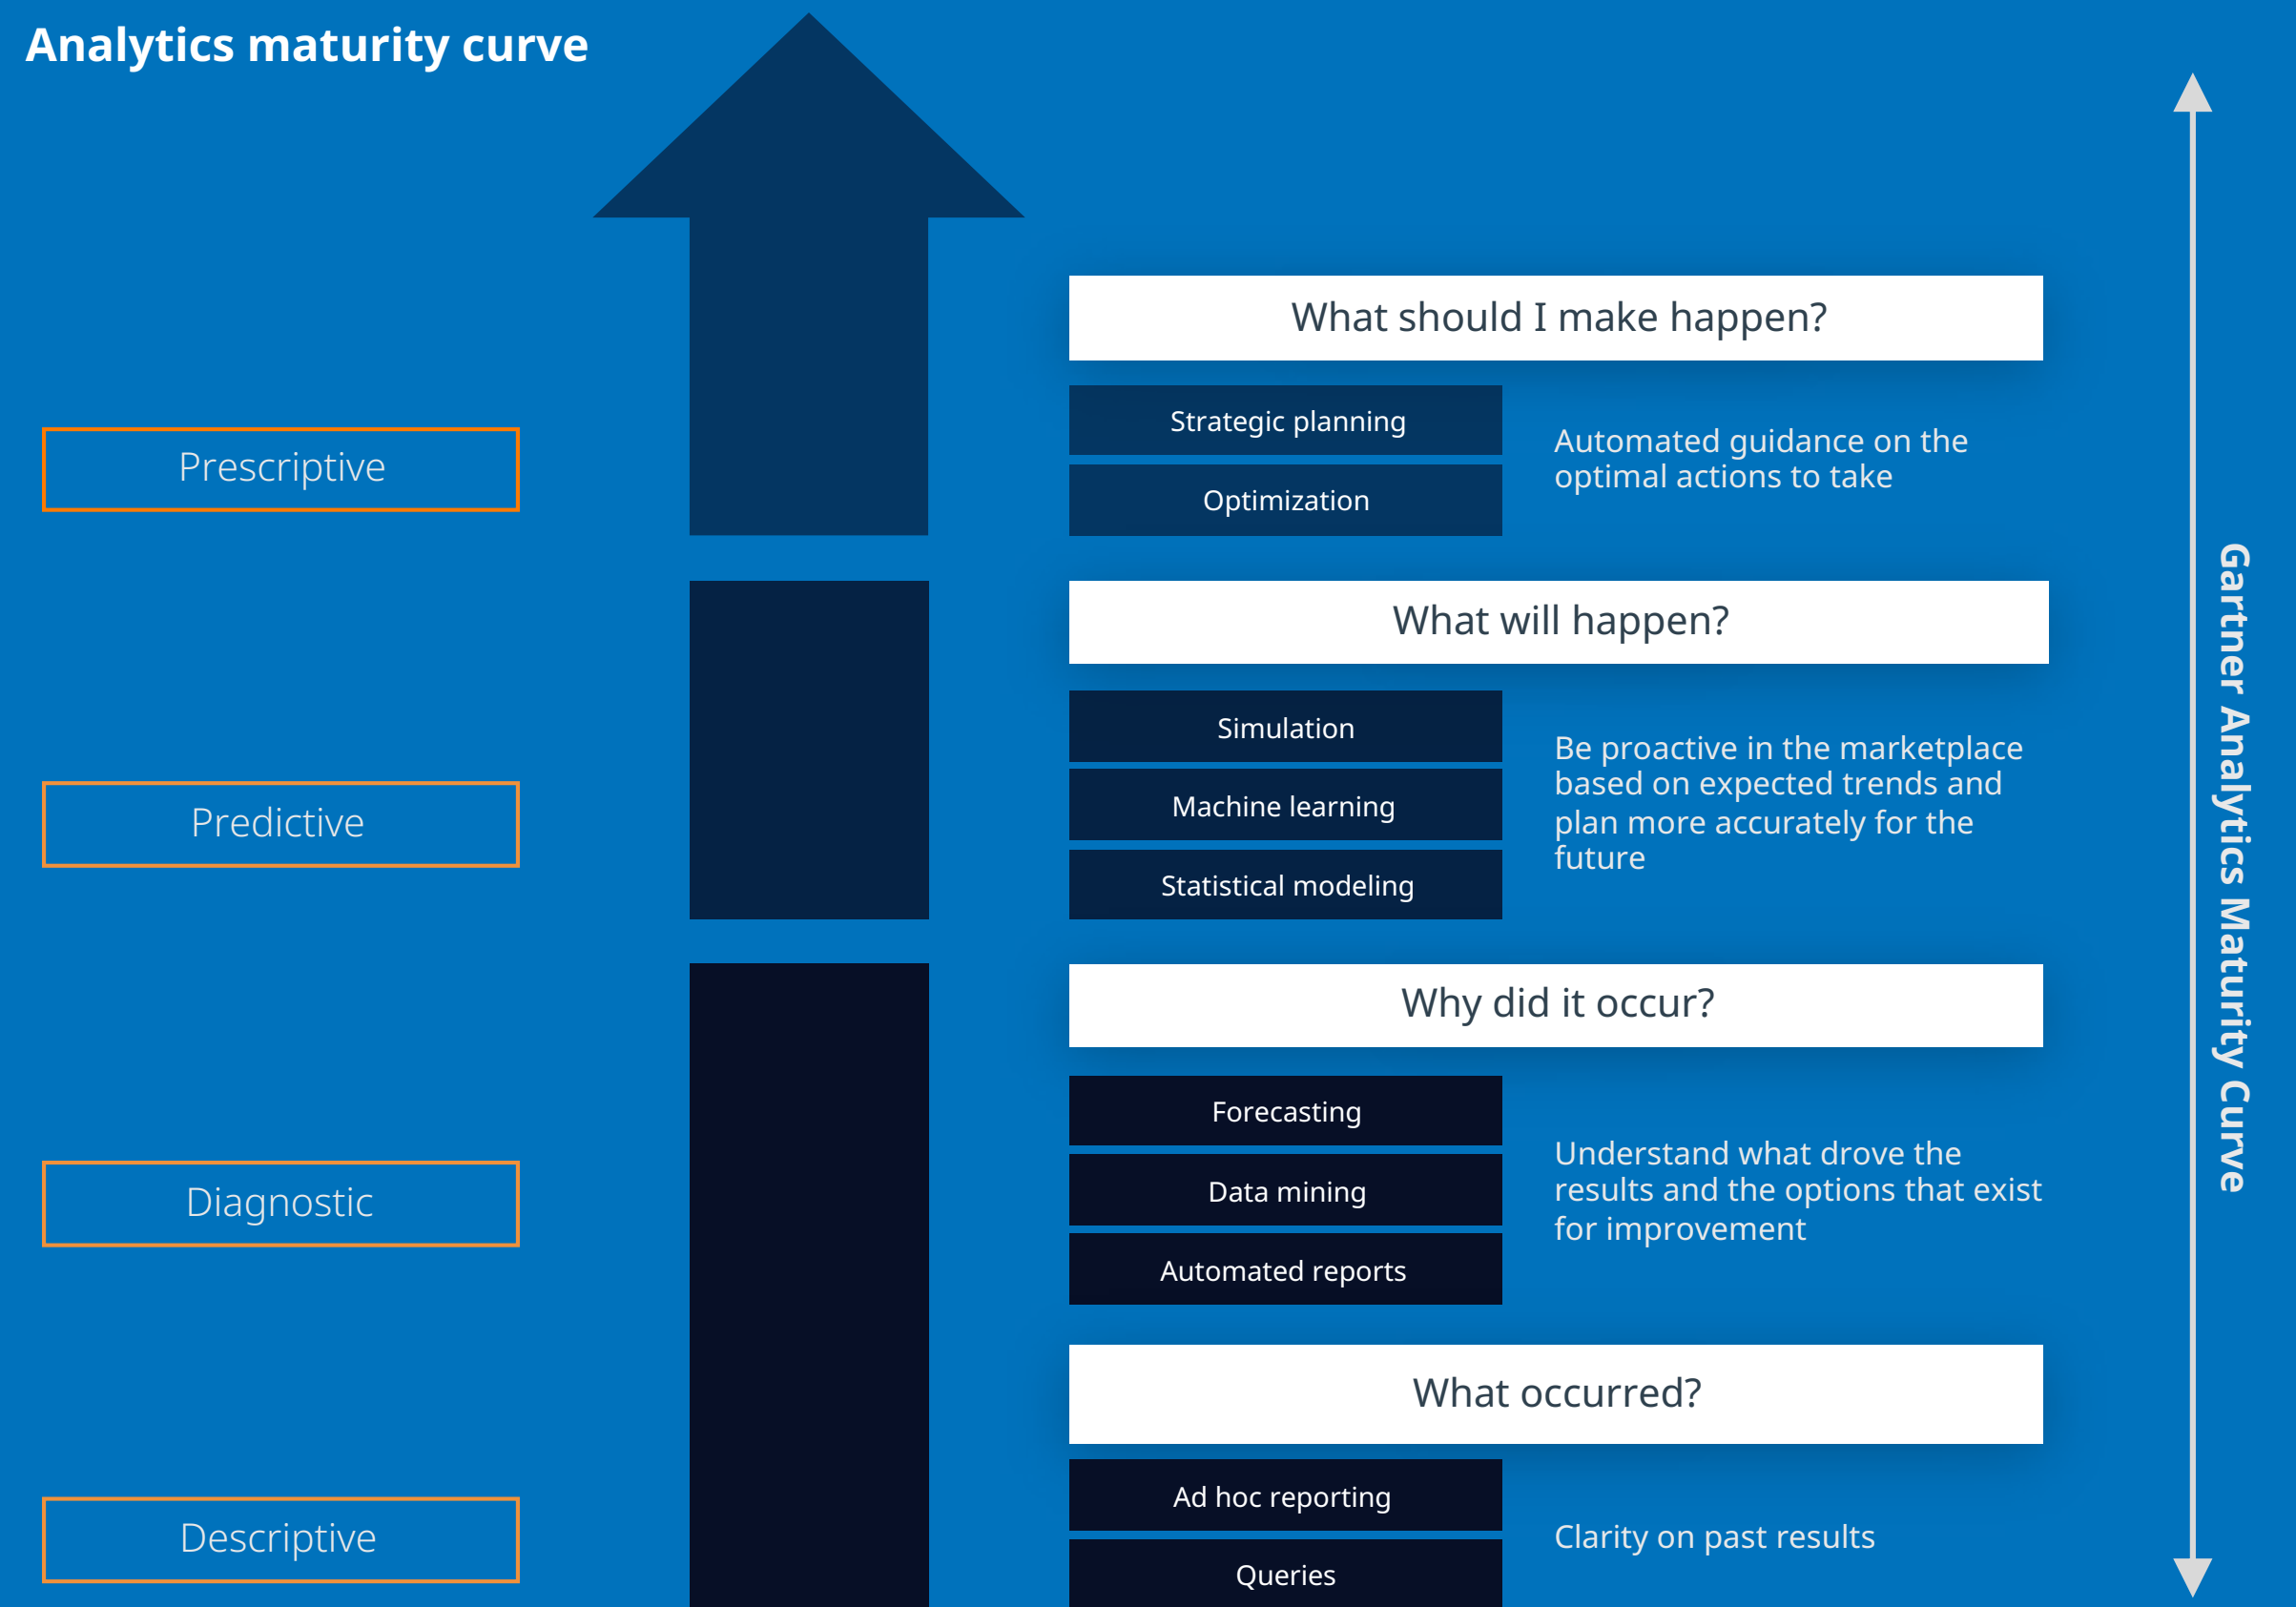 Analytics maturity curve
What should I make happen?
Prescriptive
Strategic planning
Optimization
Automated guidance on the
optimal actions to take
What will happen?
Predictive
Simulation
Machine learning
Statistical modeling
Be proactive in the marketplace
based on expected trends and
plan more accurately for the
future
Why did it occur?
Diagnostic
Forecasting
Data mining
Automated reports
Understand what drove the
results and the options that exist
for improvement
What occurred?
Descriptive
Ad hoc reporting
Queries
Clarity on past results
Gartner Analytics Maturity Curve